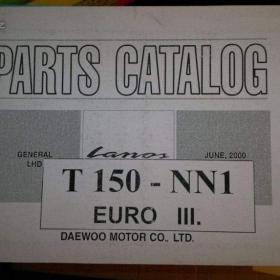 PARTS CATALOG
GENERAL
LHD
Lanos
JUNE, 2000
T 150 - NN1
EURO III.
DAEWOO MOTOR CO., LTD.